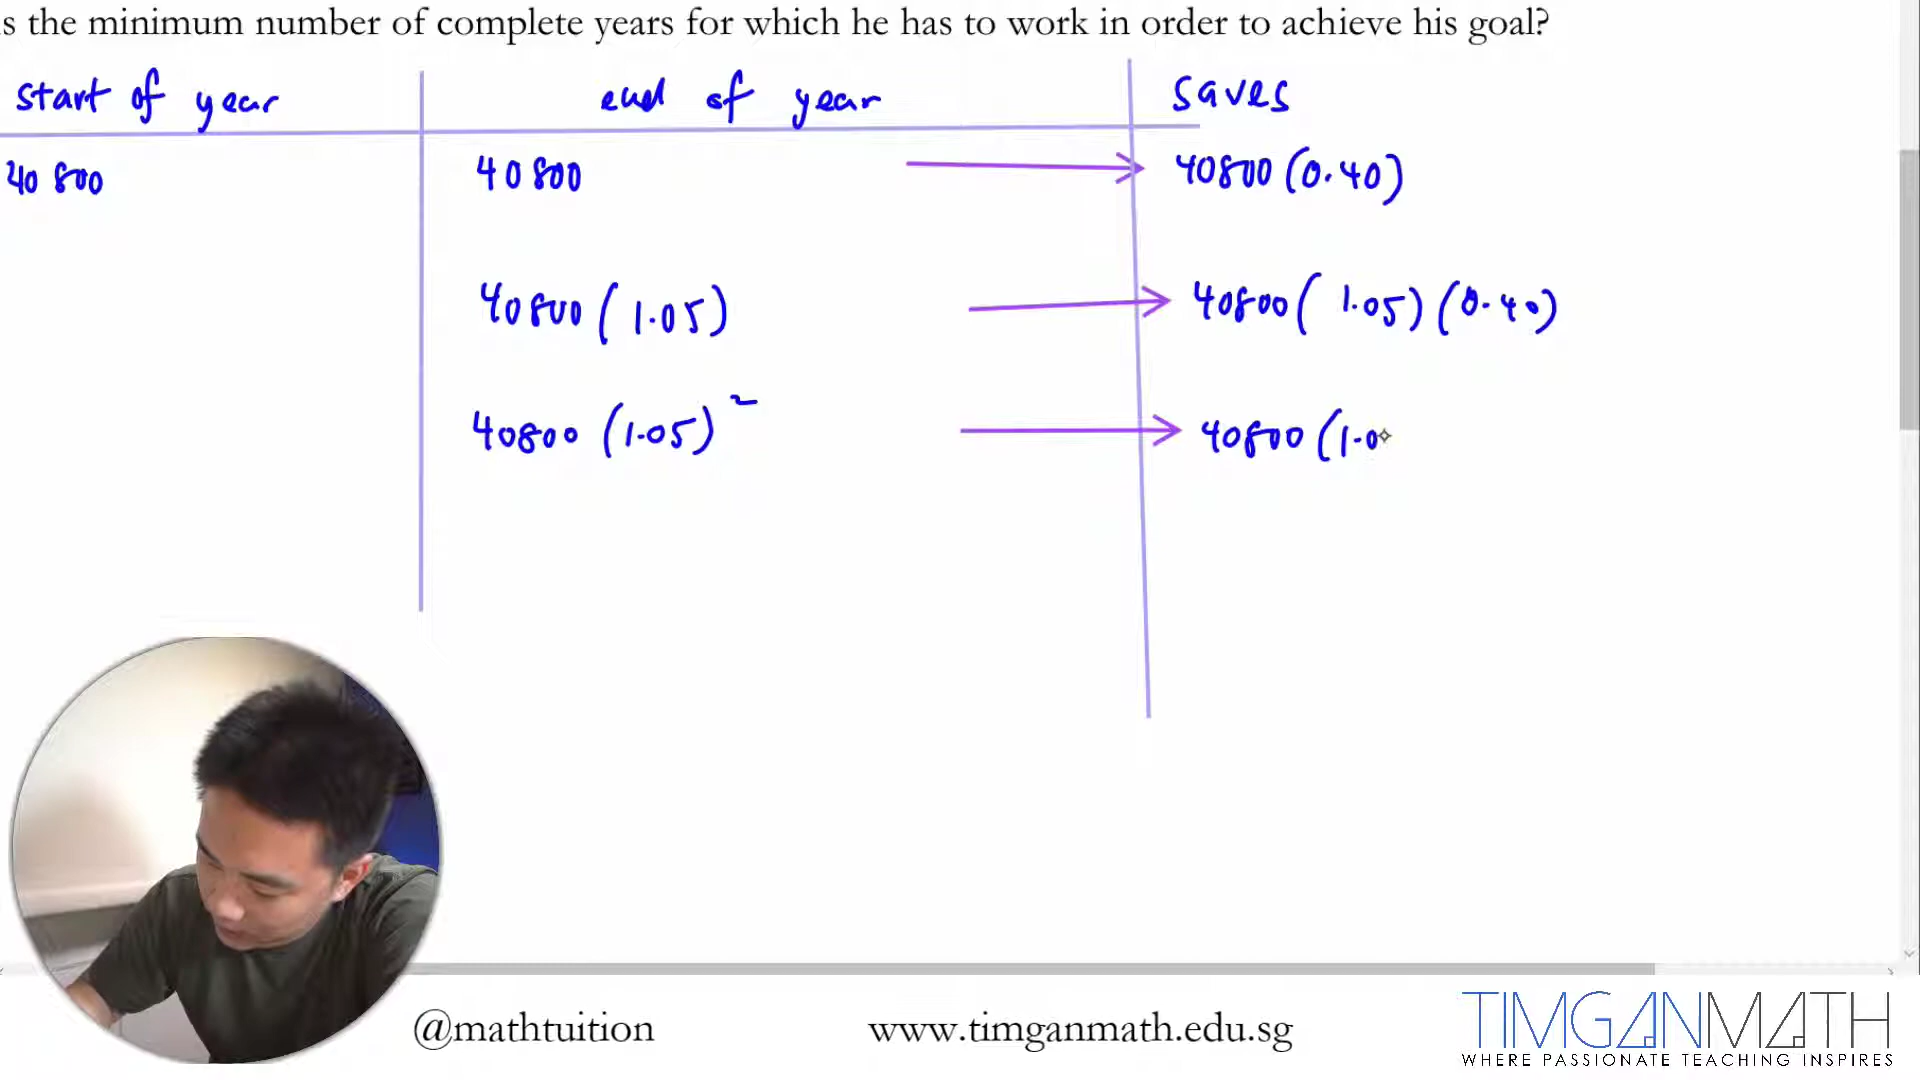 s the minimum number of complete years for which he has to work in order to achieve his goal?
start of year end of year saves
40 800 40800 40800 (0.40)
40800 (1.05) 40800 (1.05) (0.40)
40800 (1.05)² 40800 (1.0
@mathtuition www.timganmath.edu.sg TIMGANMATH
WHERE PASSIONATE TEACHING INSPIRES